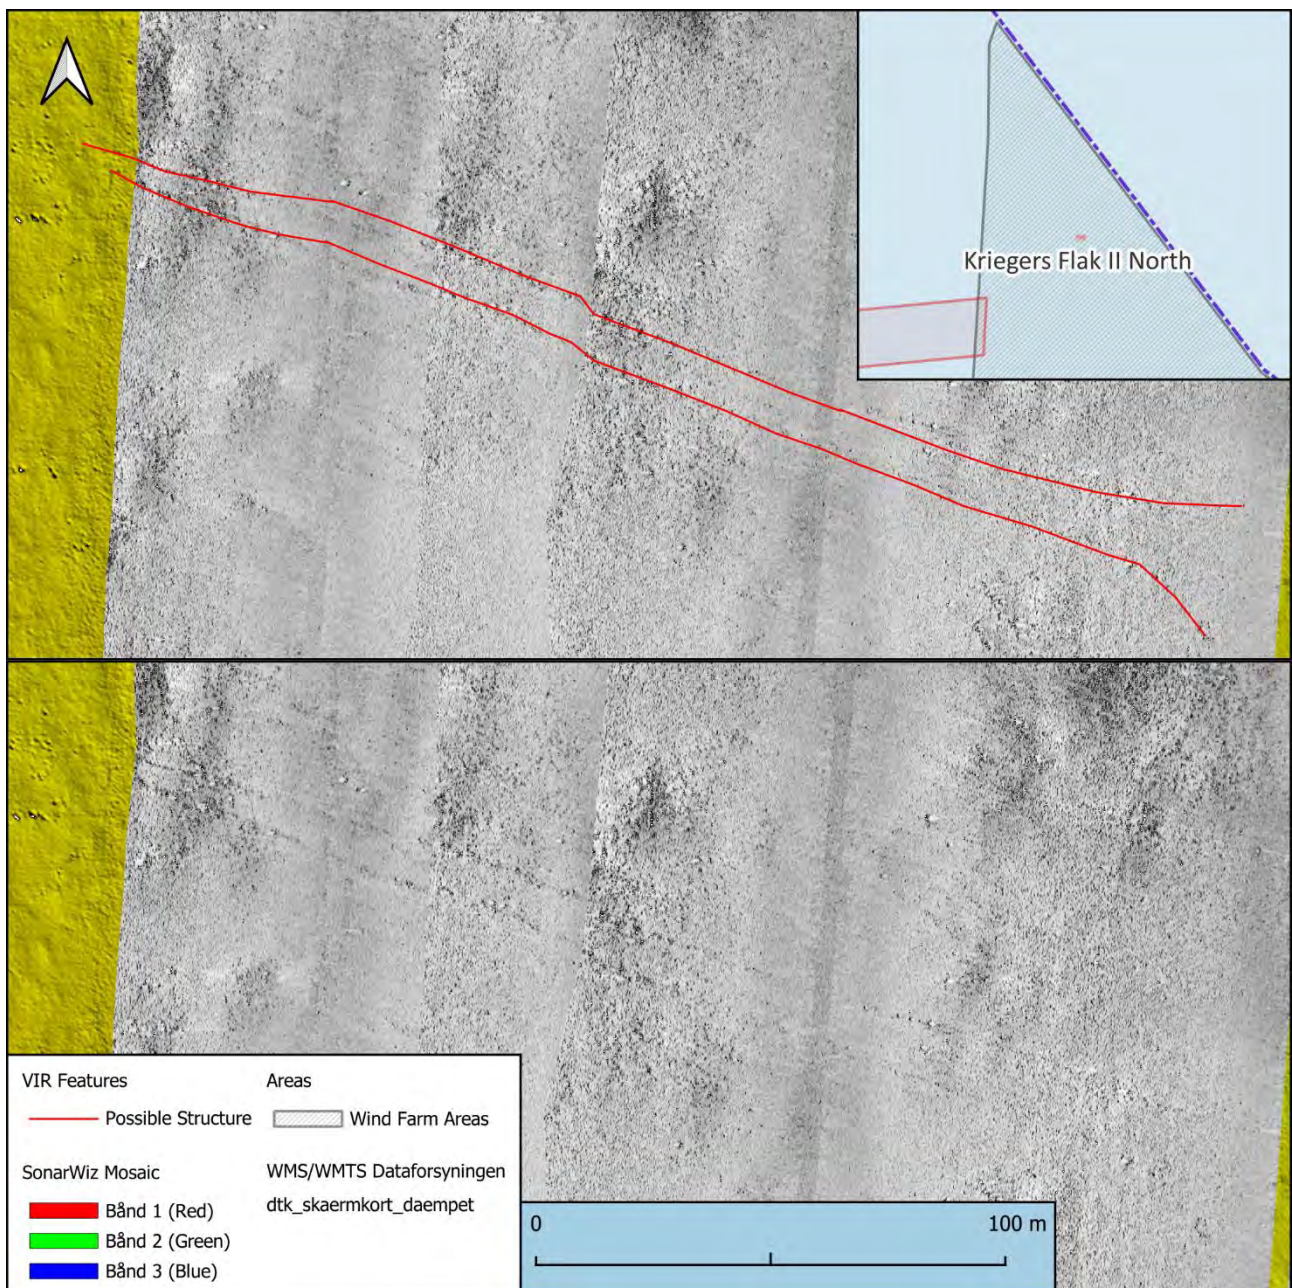 Kriegers Flak II North
VIR Features
Possible Structure
SonarWiz Mosaic
Bånd 1 (Red)
Bånd 2 (Green)
Bånd 3 (Blue)
Areas
Wind Farm Areas
WMS/WMTS Dataforsyningen
dtk_skaermkort_daempet
0 100 m